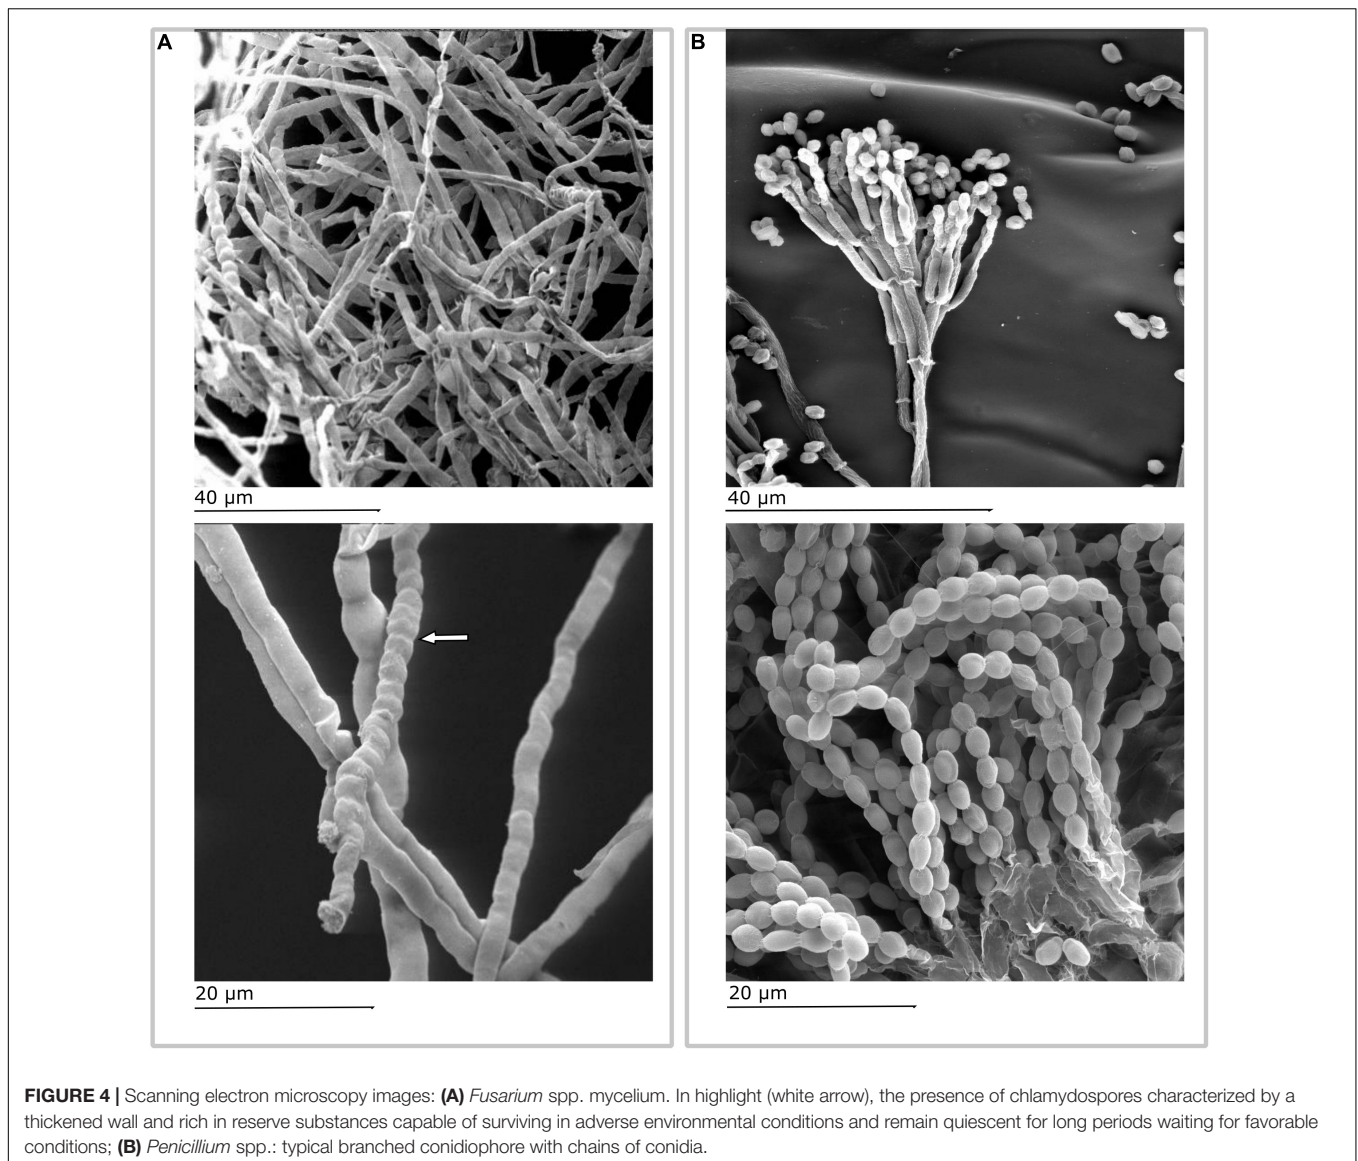 A
B
40 µm
40 µm
20 µm
20 µm
FIGURE 4 | Scanning electron microscopy images: (A) Fusarium spp. mycelium. In highlight (white arrow), the presence of chlamydospores characterized by a
thickened wall and rich in reserve substances capable of surviving in adverse environmental conditions and remain quiescent for long periods waiting for favorable
conditions; (B) Penicillium spp.: typical branched conidiophore with chains of conidia.